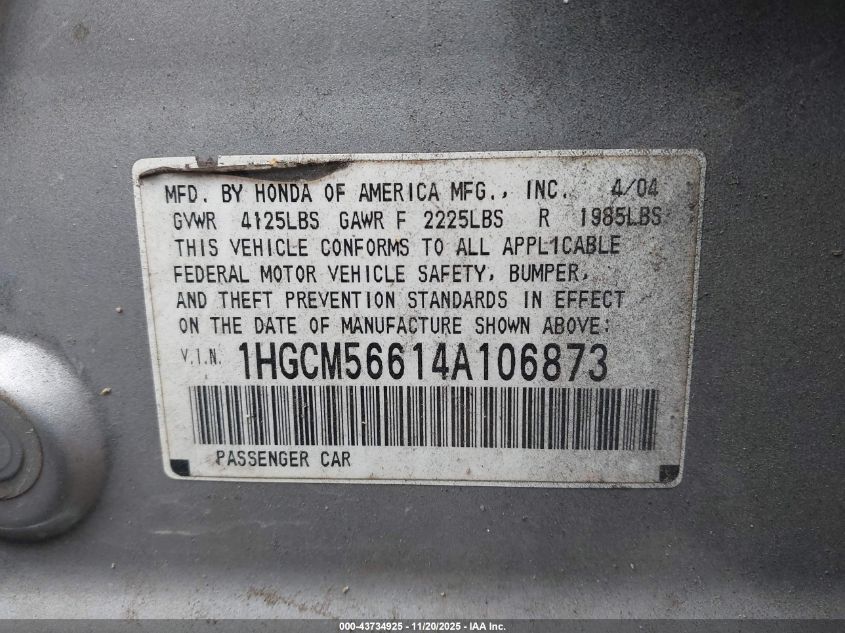 MFD. BY HONDA OF AMERICA MFG., INC. 4/04
GVWR 4125LBS GAWR F 2225LBS R 1985LBS
THIS VEHICLE CONFORMS TO ALL APPLICABLE
FEDERAL MOTOR VEHICLE SAFETY, BUMPER,
AND THEFT PREVENTION STANDARDS IN EFFECT
ON THE DATE OF MANUFACTURE SHOWN ABOVE:
V.I.N. 1HGCM56614A106873
PASSENGER CAR
000-43734925 - 11/20/2025 - IAA Inc.